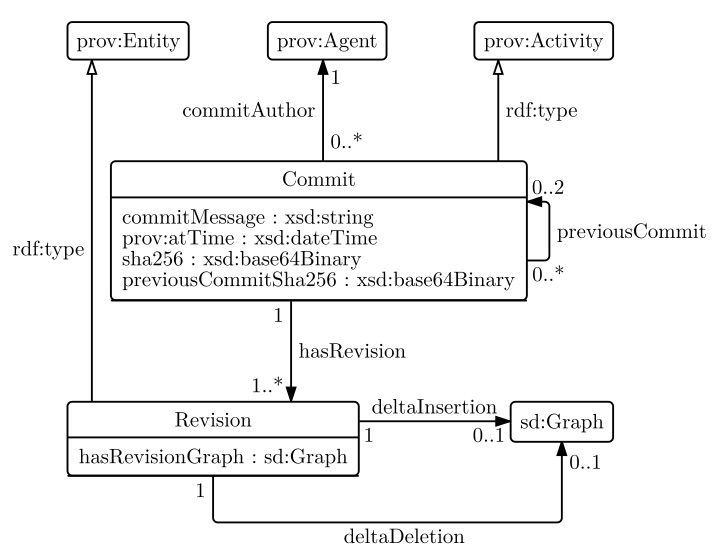 prov:Entity
prov:Agent
prov:Activity
1
commitAuthor
rdf:type
0..*
Commit
0..2
commitMessage : xsd:string
prov:atTime : xsd:dateTime
previousCommit
rdf:type
sha256 : xsd:base64Binary
previousCommitSha256 : xsd:base64Binary
0..*
1
hasRevision
1..*
Revision
deltaInsertion
sd:Graph
1
0..1
hasRevisionGraph : sd:Graph
0..1
1
deltaDeletion